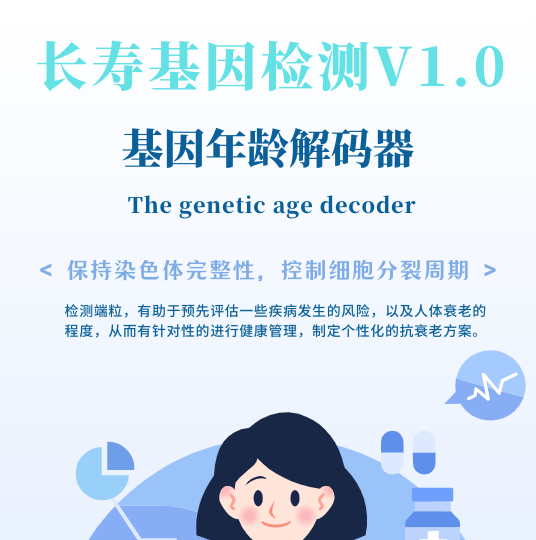 长寿基因检测V1.0
基因年龄解码器
The genetic age decoder
< 保持染色体完整性，控制细胞分裂周期 >
检测端粒，有助于预先评估一些疾病发生的风险，以及人体衰老的
程度，从而有针对性的进行健康管理，制定个性化的抗衰老方案。